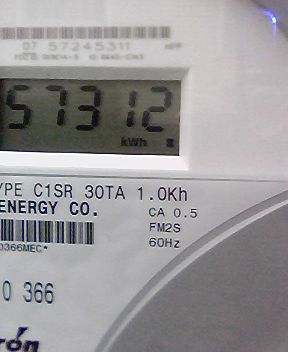 07 57245311
57312
kWh
YPE C1SR 30TA 1.0Kh
ENERGY CO.
CA 0.5
FM2S
60Hz
0366MEC*
0 366
rón